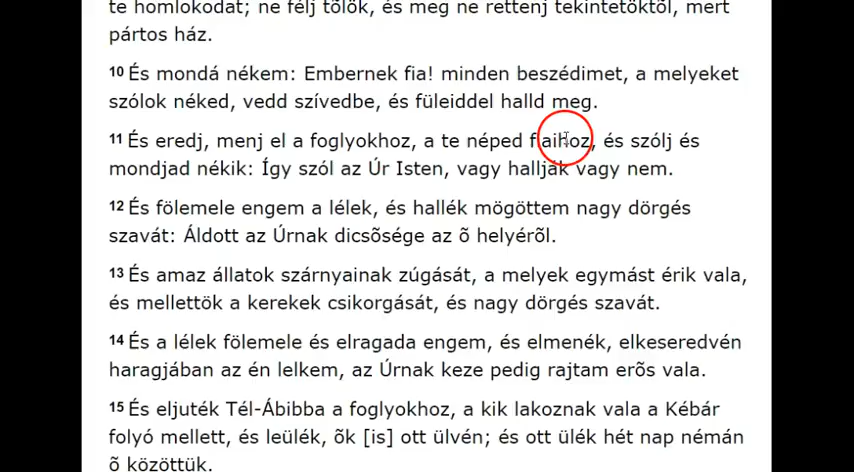 te homlokodat; ne félj tõlök, és meg ne rettenj tekintetöktõl, mert
pártos ház.
10 És mondá nékem: Embernek fia! minden beszédimet, a melyeket
szólok néked, vedd szívedbe, és füleiddel halld meg.
11 És eredj, menj el a foglyokhoz, a te néped fiaihoz, és szólj és
mondjad nékik: Így szól az Úr Isten, vagy hallják vagy nem.
12 És fölemele engem a lélek, és hallék mögöttem nagy dörgés
szavát: Áldott az Úrnak dicsõsége az õ helyérõl.
13 És amaz állatok szárnyainak zúgását, a melyek egymást érik vala,
és mellettök a kerekek csikorgását, és nagy dörgés szavát.
14 És a lélek fölemele és elragada engem, és elmenék, elkeseredvén
haragjában az én lelkem, az Úrnak keze pedig rajtam erõs vala.
15 És eljuték Tél-Ábibba a foglyokhoz, a kik lakoznak vala a Kébár
folyó mellett, és leülék, õk [is] ott ülvén; és ott ülék hét nap némán
õ közöttük.